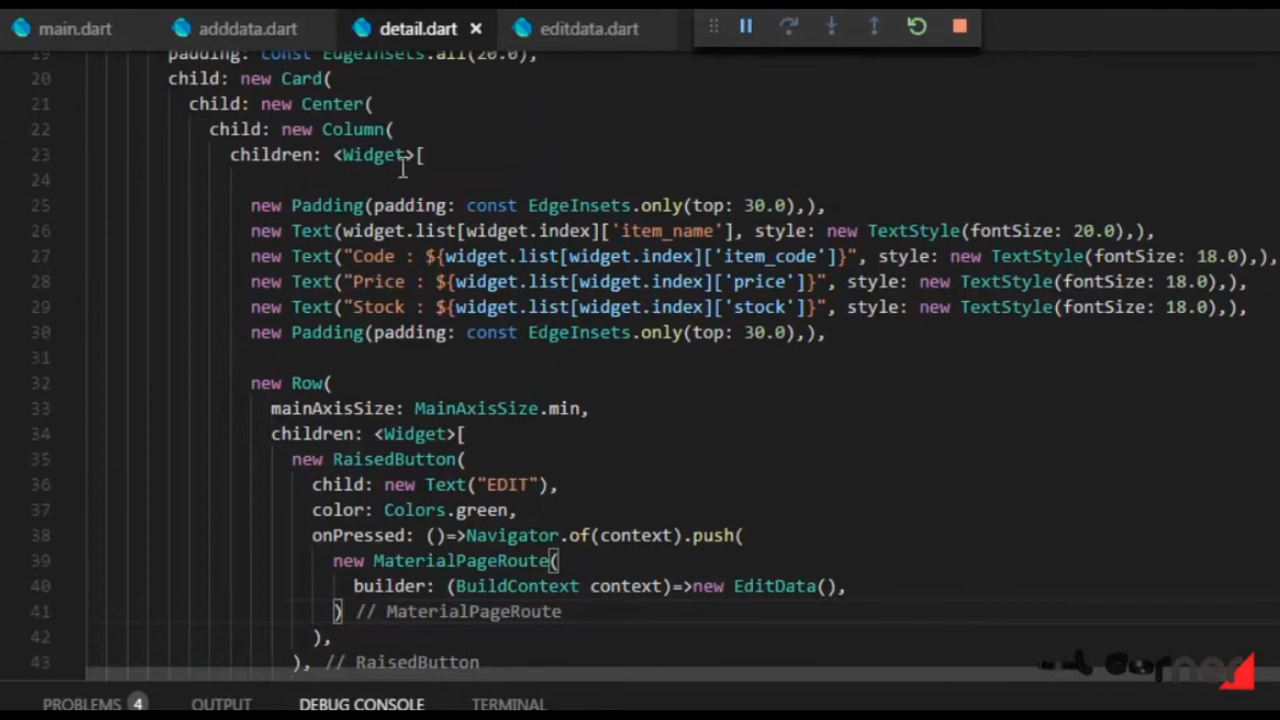 main.dart adddata.dart detail.dart editdata.dart
19 padding: const EdgeInsets.all(20.0),
20 child: new Card(
21 child: new Center(
22 child: new Column(
23 children: <Widget>[
24
25 new Padding(padding: const EdgeInsets.only(top: 30.0),),
26 new Text(widget.list[widget.index]['item_name'], style: new TextStyle(fontSize: 20.0),),
27 new Text("Code : ${widget.list[widget.index]['item_code']}", style: new TextStyle(fontSize: 18.0),),
28 new Text("Price : ${widget.list[widget.index]['price']}", style: new TextStyle(fontSize: 18.0),),
29 new Text("Stock : ${widget.list[widget.index]['stock']}", style: new TextStyle(fontSize: 18.0),),
30 new Padding(padding: const EdgeInsets.only(top: 30.0),),
31
32 new Row(
33 mainAxisSize: MainAxisSize.min,
34 children: <Widget>[
35 new RaisedButton(
36 child: new Text("EDIT"),
37 color: Colors.green,
38 onPressed: ()=>Navigator.of(context).push(
39 new MaterialPageRoute(
40 builder: (BuildContext context)=>new EditData(),
41 ) // MaterialPageRoute
42 ),
43 ), // RaisedButton
PROBLEMS 4 OUTPUT DEBUG CONSOLE TERMINAL